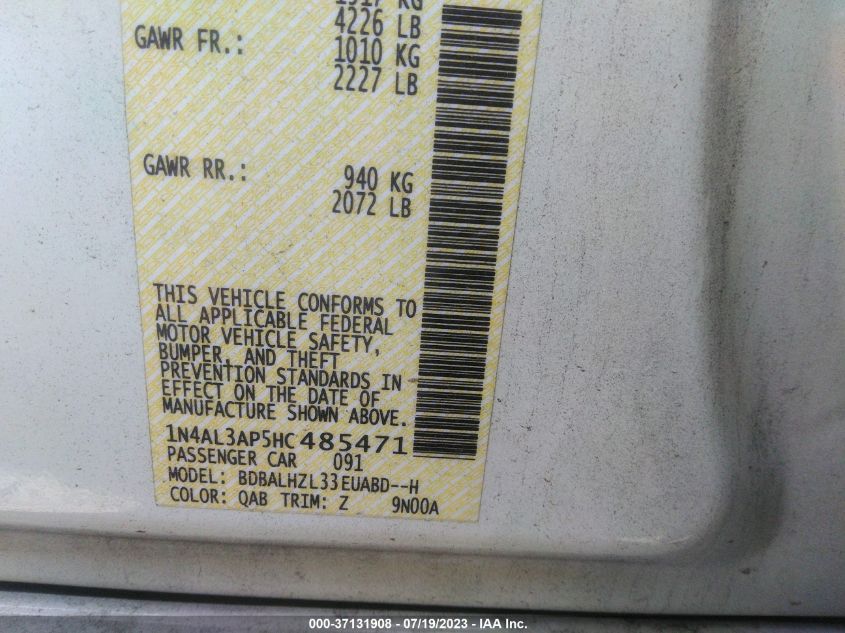 4226 LB
GAWR FR.: 1010 KG
2227 LB
GAWR RR.: 940 KG
2072 LB
THIS VEHICLE CONFORMS TO
ALL APPLICABLE FEDERAL
MOTOR VEHICLE SAFETY,
BUMPER, AND THEFT
PREVENTION STANDARDS IN
EFFECT ON THE DATE OF
MANUFACTURE SHOWN ABOVE.
1N4AL3AP5HC485471
PASSENGER CAR 091
MODEL: BDBALHZL33EUABD--H
COLOR: QAB TRIM: Z 9N00A
000-37131908 - 07/19/2023 - IAA Inc.